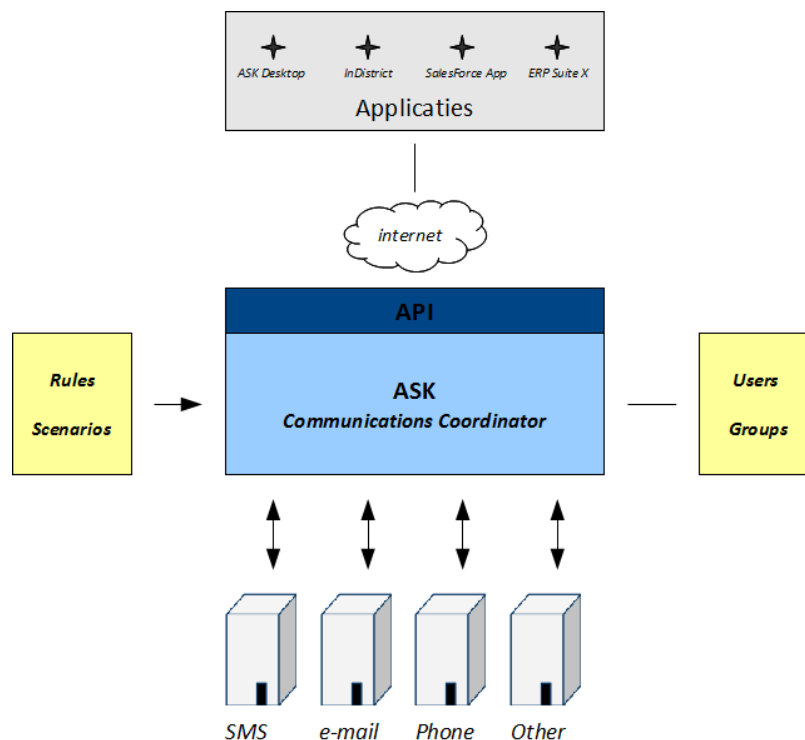 ASK Desktop InDistrict SalesForce App ERP Suite X
Applicaties
internet
API
Rules
Scenarios
ASK
Communications Coordinator
Users
Groups
SMS e-mail Phone Other